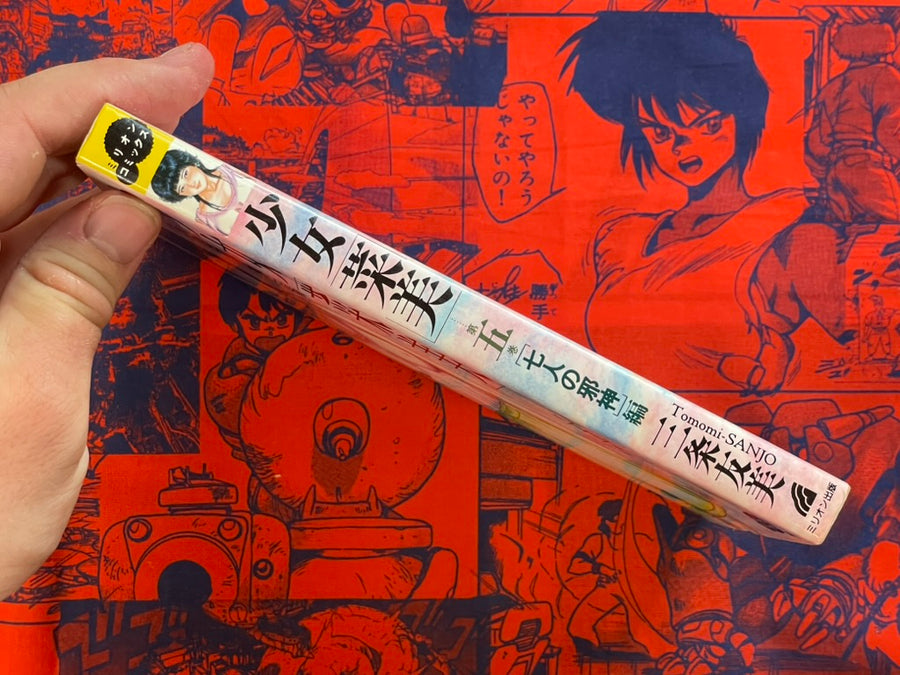 ミリオン
コミックス
少女菜美
第五巻[七人の邪神]編
Tomomi-SANJO
三条友美
ミリオン出版
やってやろう
じゃないの!
勝手